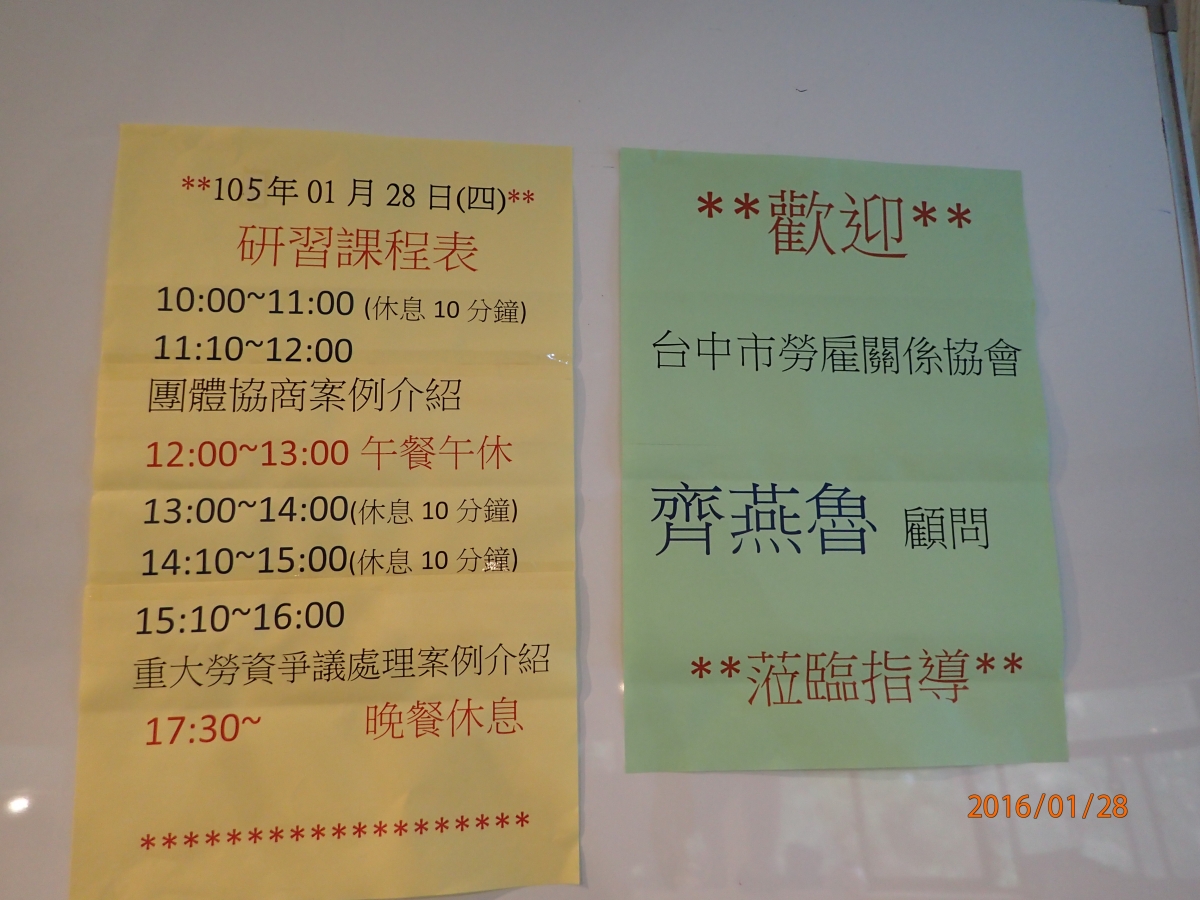 **105年 01 月 28 日(四)**
研習課程表
10:00~11:00 (休息 10 分鐘)
11:10~12:00
團體協商案例介紹
12:00~13:00 午餐午休
13:00~14:00(休息 10 分鐘)
14:10~15:00(休息 10 分鐘)
15:10~16:00
重大勞資爭議處理案例介紹
17:30~ 晚餐休息
*******************
**歡迎**
台中市勞雇關係協會
齊燕魯 顧問
**蒞臨指導**
2016/01/28